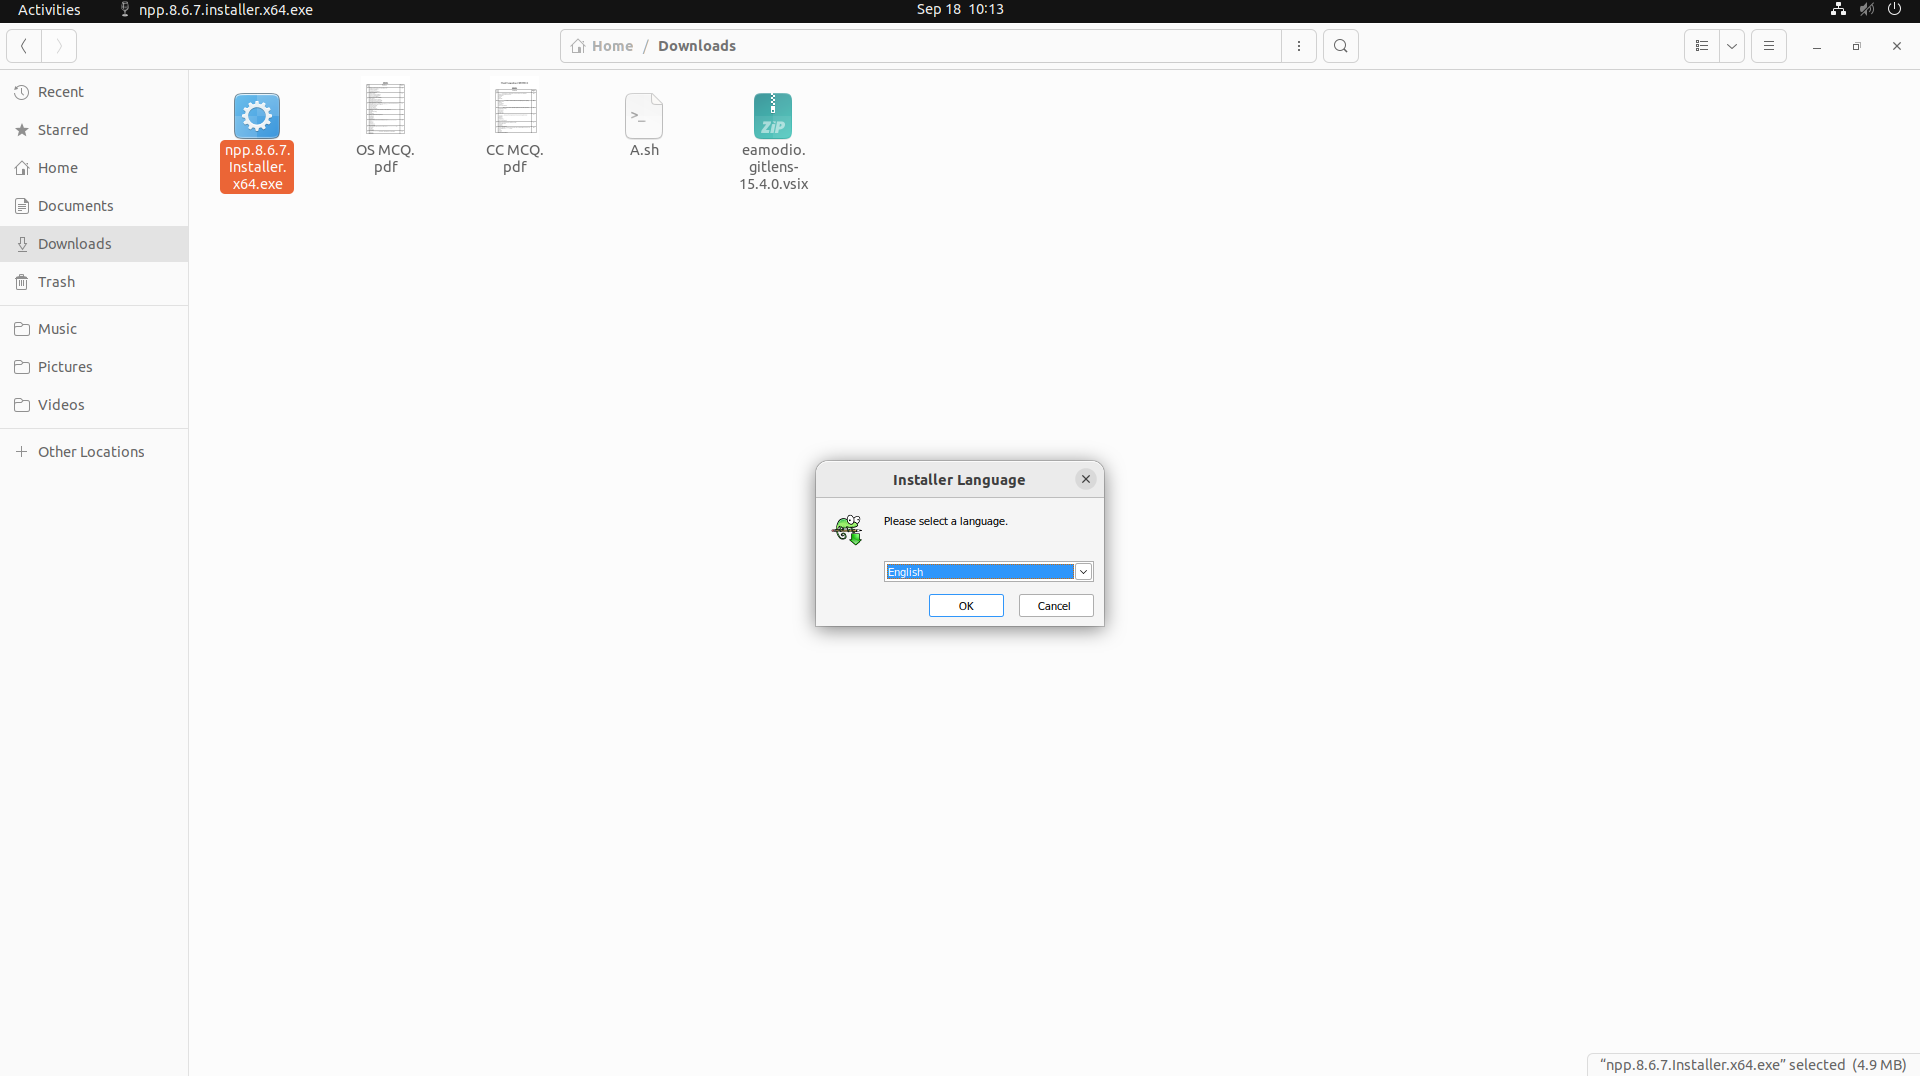 Activities
npp.8.6.7.installer.x64.exe
Sep 18 10:13
Home / Downloads
Recent
Starred
Home
Documents
Downloads
Trash
Music
Pictures
Videos
Other Locations
npp.8.6.7.
Installer.
x64.exe
OS MCQ.
pdf
CC MCQ.
pdf
>_
A.sh
ZiP
eamodio.
gitlens-
15.4.0.vsix
Installer Language
Please select a language.
English
OK
Cancel
“npp.8.6.7.Installer.x64.exe” selected (4.9 MB)